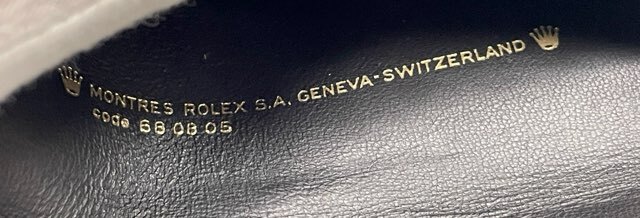 MONTRES ROLEX S.A. GENEVA-SWITZERLAND
code 68 08 05